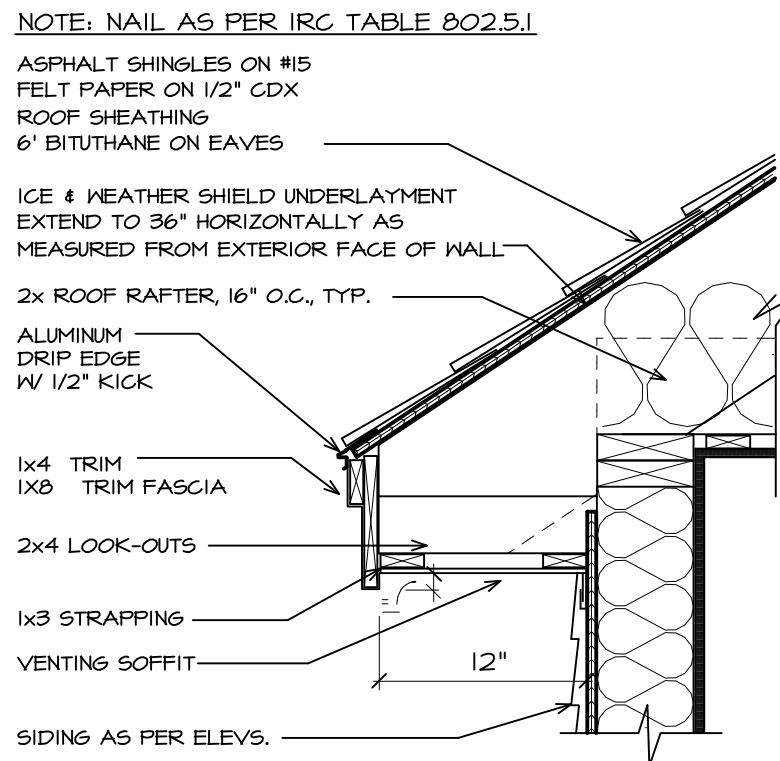 NOTE: NAIL AS PER IRC TABLE 802.5.1
ASPHALT SHINGLES ON #15
FELT PAPER ON 1/2" CDX
ROOF SHEATHING
6' BITUTHANE ON EAVES
ICE & WEATHER SHIELD UNDERLAYMENT
EXTEND TO 36" HORIZONTALLY AS
MEASURED FROM EXTERIOR FACE OF WALL
2x ROOF RAFTER, 16" O.C., TYP.
ALUMINUM
DRIP EDGE
W/ 1/2" KICK
1x4 TRIM
1X8 TRIM FASCIA
2x4 LOOK-OUTS
1x3 STRAPPING
VENTING SOFFIT
12"
SIDING AS PER ELEVS.